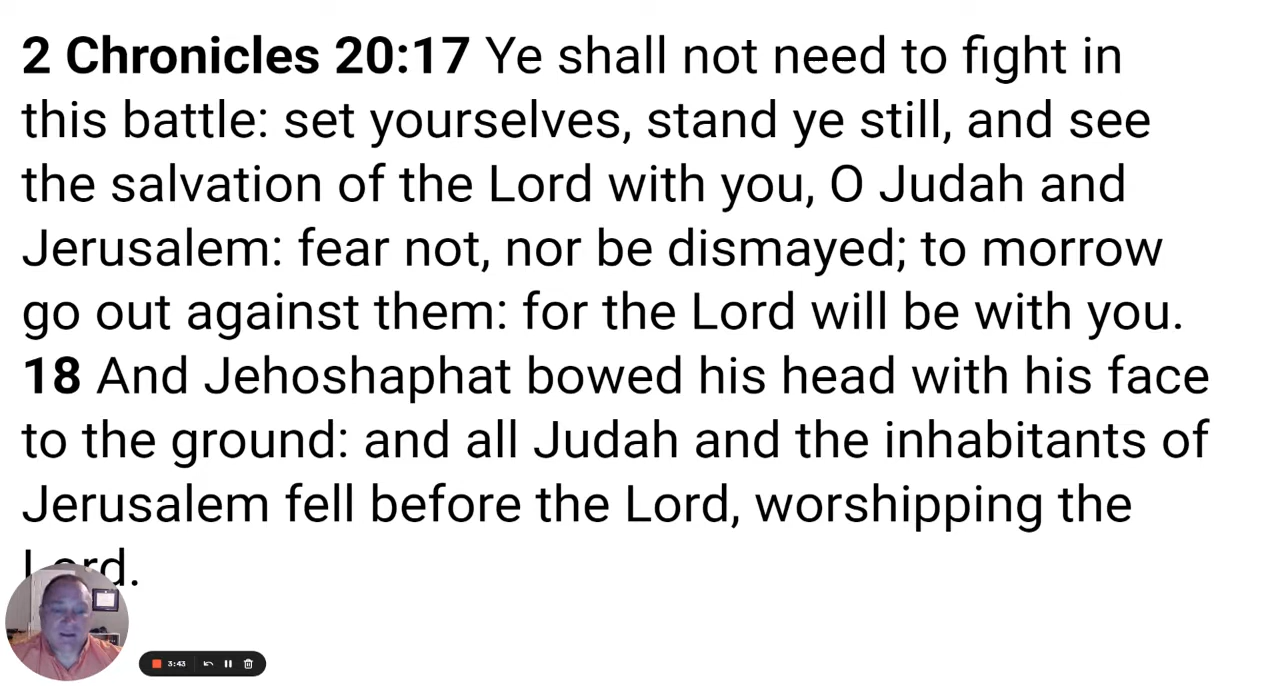 2 Chronicles 20:17 Ye shall not need to fight in
this battle: set yourselves, stand ye still, and see
the salvation of the Lord with you, O Judah and
Jerusalem: fear not, nor be dismayed; to morrow
go out against them: for the Lord will be with you.
18 And Jehoshaphat bowed his head with his face
to the ground: and all Judah and the inhabitants of
Jerusalem fell before the Lord, worshipping the
Lord.
3:43